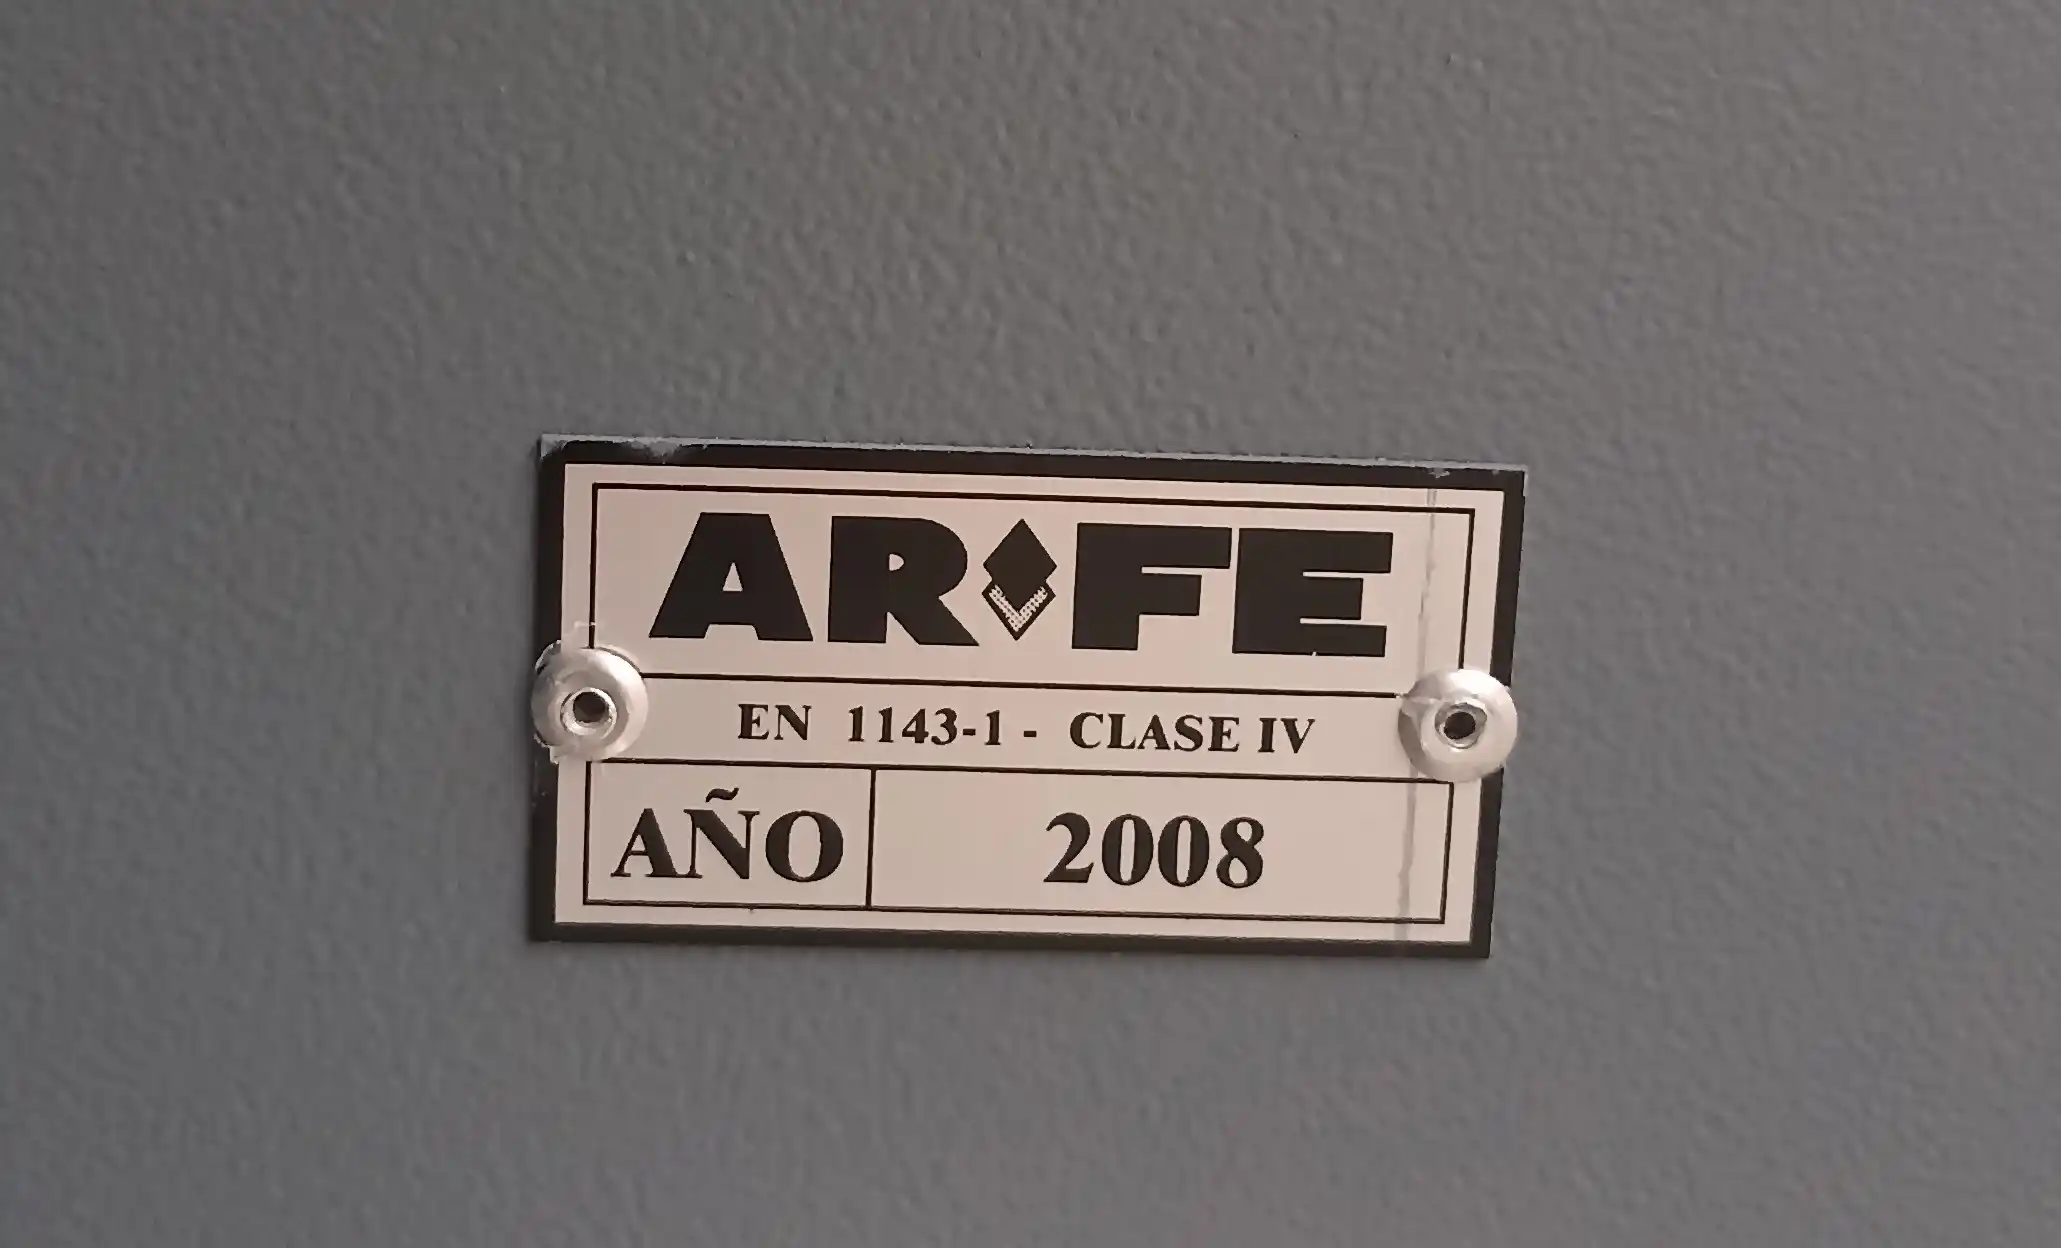 AR FE
EN 1143-1 - CLASE IV
AÑO 2008